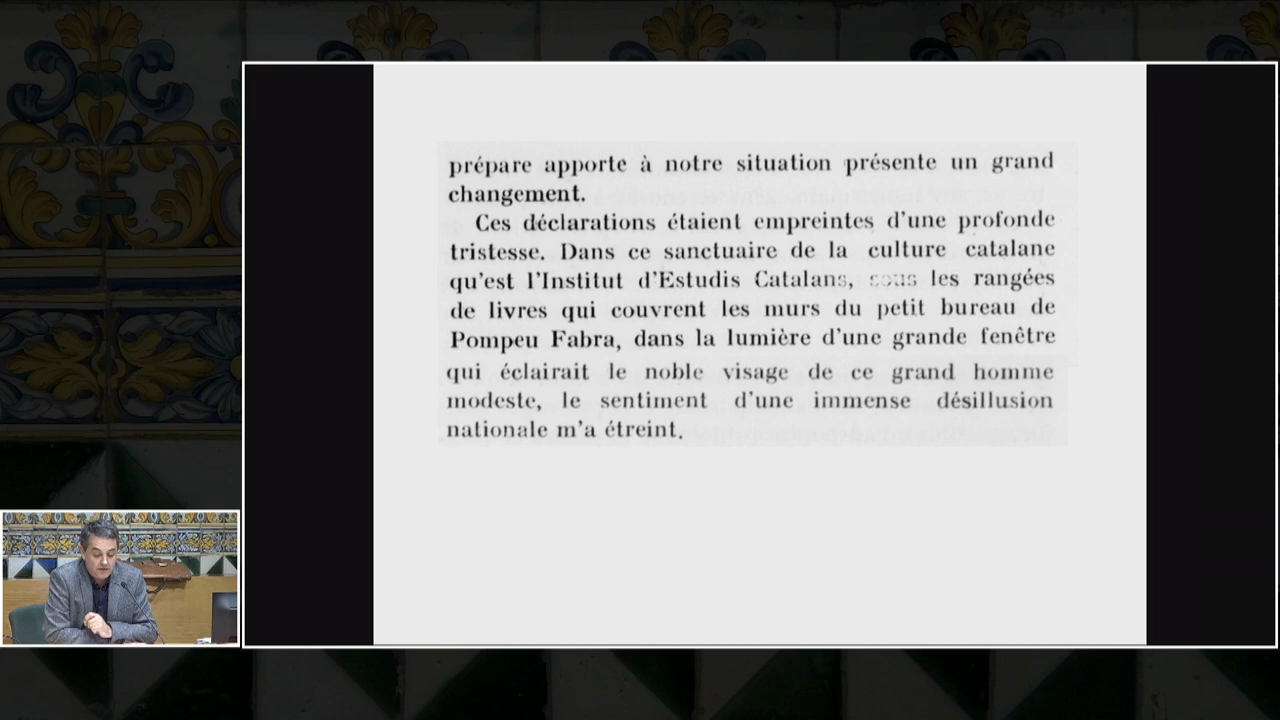 prépare apporte à notre situation présente un grand
changement.
Ces déclarations étaient empreintes d'une profonde
tristesse. Dans ce sanctuaire de la culture catalane
qu'est l'Institut d'Estudis Catalans, sous les rangées
de livres qui couvrent les murs du petit bureau de
Pompeu Fabra, dans la lumière d'une grande fenêtre
qui éclairait le noble visage de ce grand homme
modeste, le sentiment d'une immense désillusion
nationale m'a étreint.